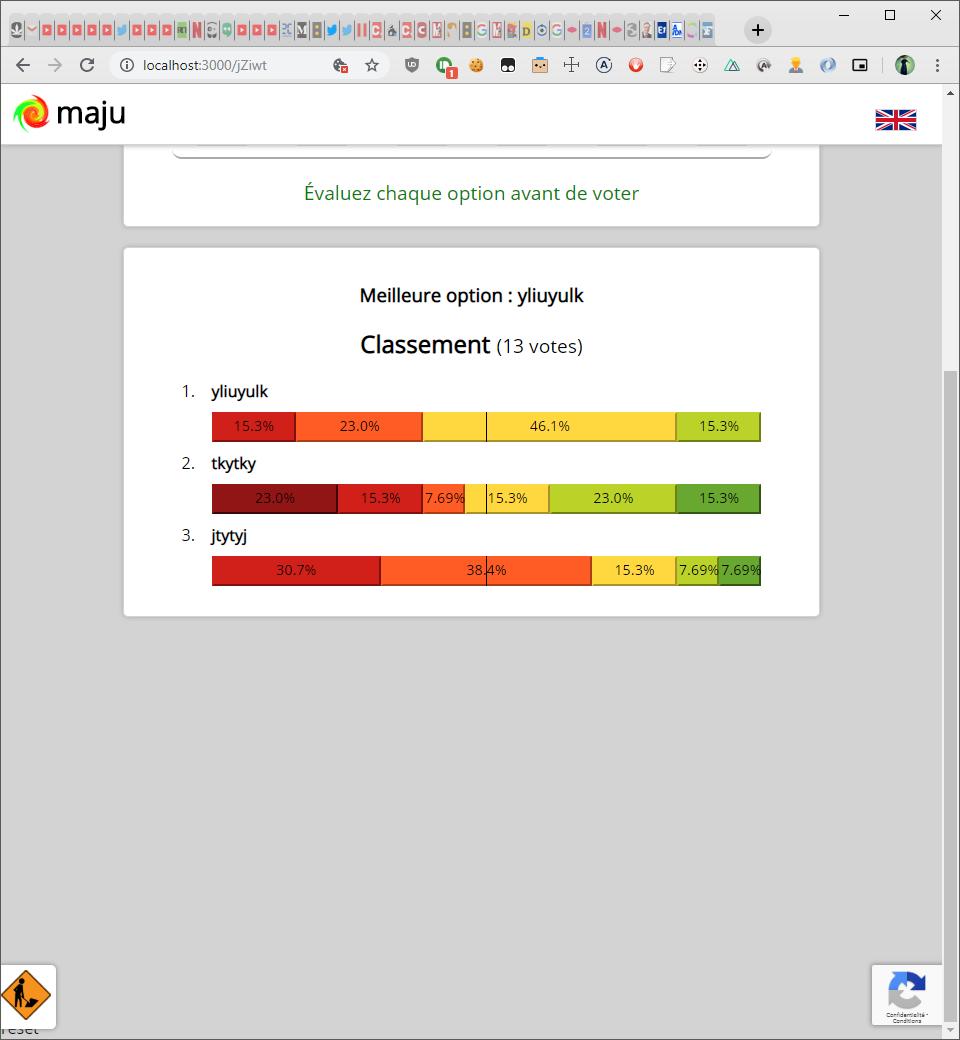 localhost:3000/jZiwt
1
maju
Évaluez chaque option avant de voter
Meilleure option : yliuyulk
Classement (13 votes)
1. yliuyulk
15.3% 23.0% 46.1% 15.3%
2. tkytky
23.0% 15.3% 7.69% 15.3% 23.0% 15.3%
3. jtytyj
30.7% 38.4% 15.3% 7.69% 7.69%
Confidentialité -
Conditions
reset